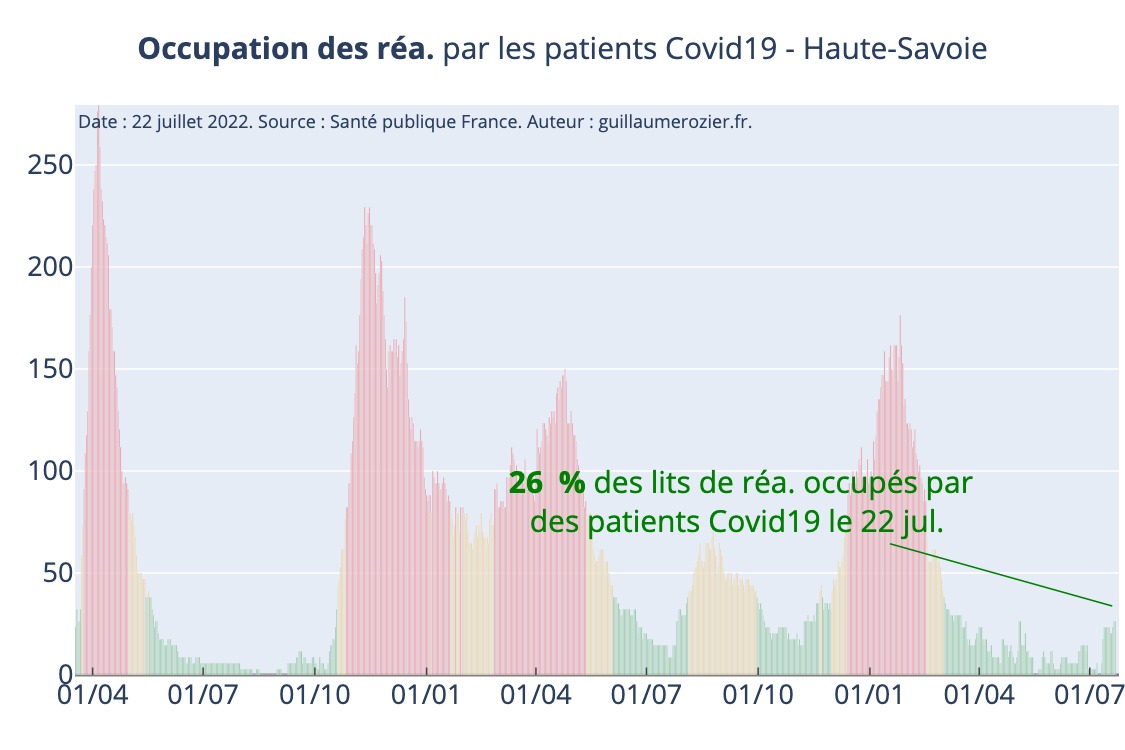 Occupation des réa. par les patients Covid19 - Haute-Savoie
Date : 22 juillet 2022. Source : Santé publique France. Auteur : guillaumerozier.fr.
250
200
150
100
50
0
26 % des lits de réa. occupés par
des patients Covid19 le 22 jul.
01/04 01/07 01/10 01/01 01/04 01/07 01/10 01/01 01/04 01/07